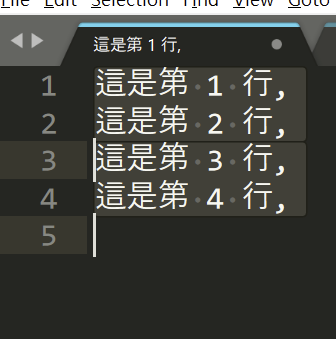 File Edit Selection Find View Goto
這是第 1 行,
1 這是第 1 行,
2 這是第 2 行,
3 這是第 3 行,
4 這是第 4 行,
5